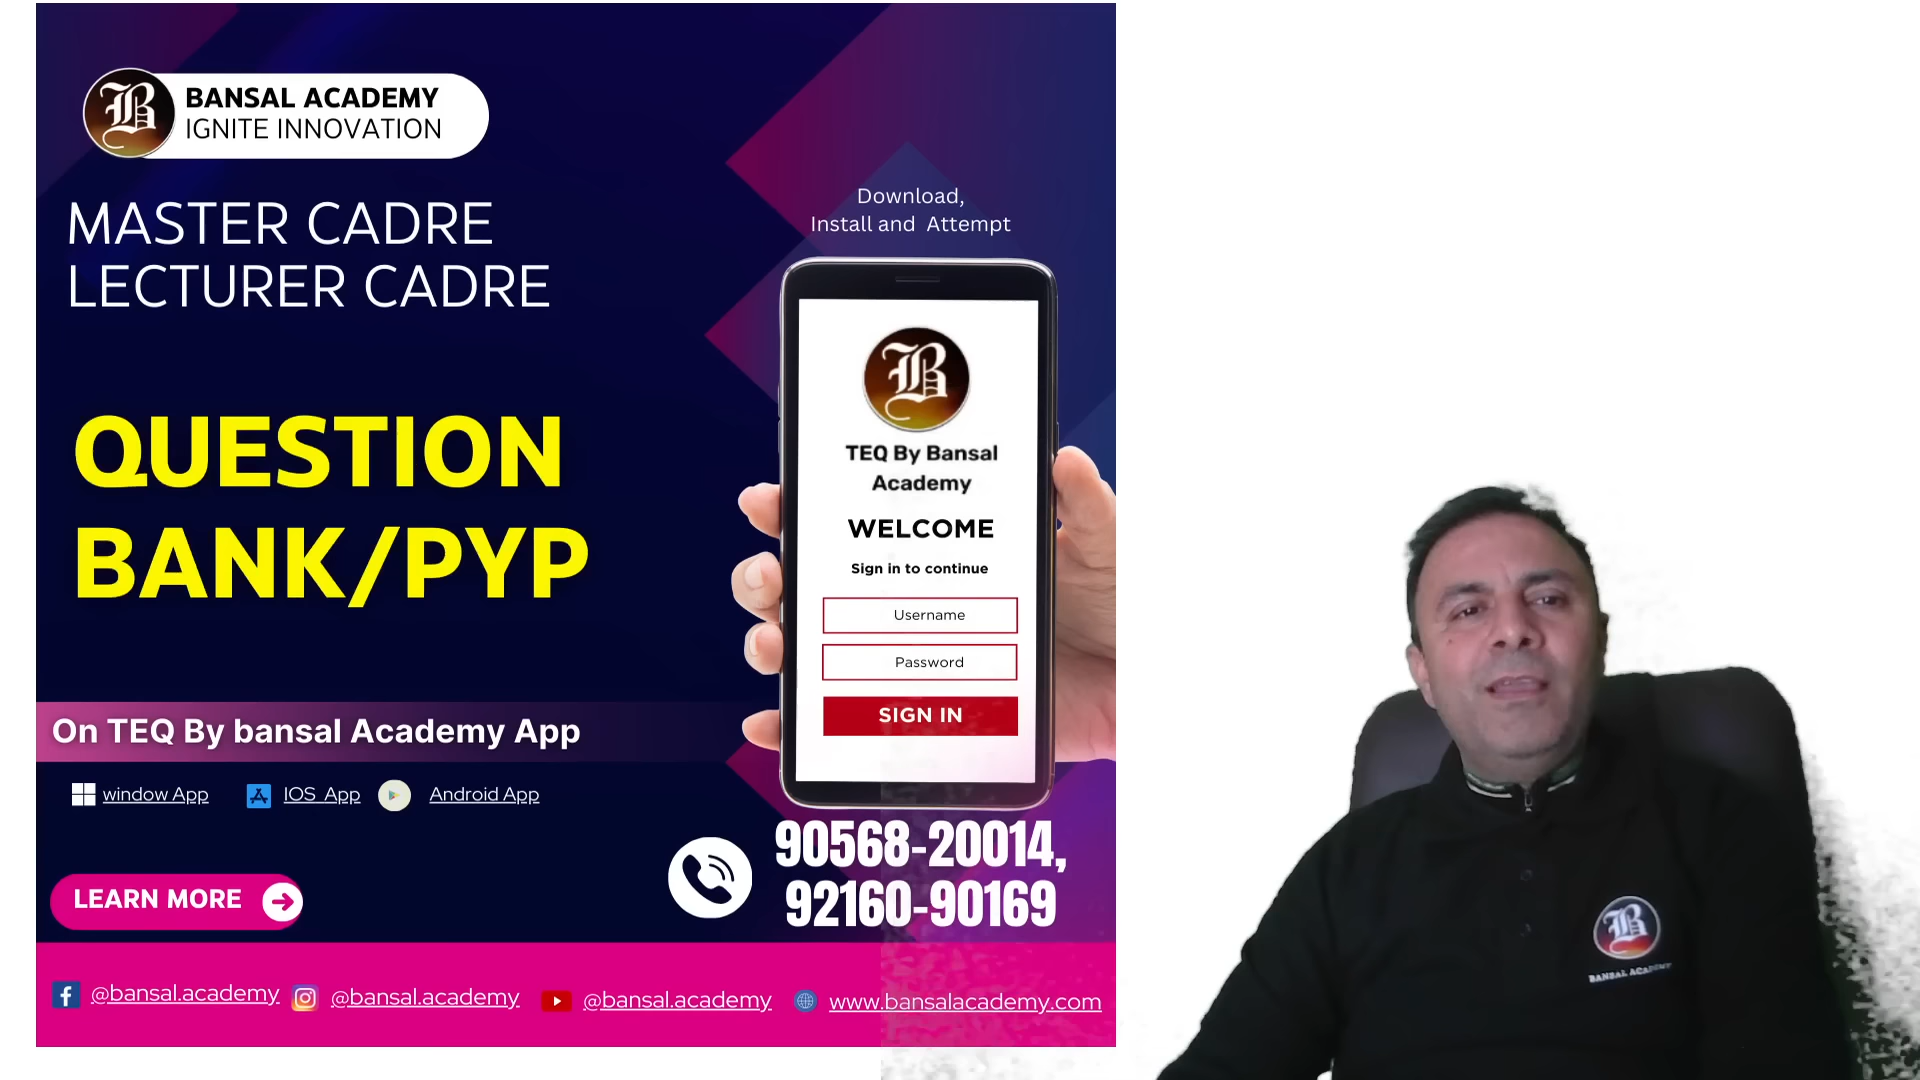 BANSAL ACADEMY
IGNITE INNOVATION
MASTER CADRE
LECTURER CADRE
QUESTION
BANK/PYP
Download,
Install and Attempt
TEQ By Bansal
Academy
WELCOME
Sign in to continue
Username
Password
SIGN IN
On TEQ By bansal Academy App
window App
IOS App
Android App
90568-20014,
92160-90169
LEARN MORE
@bansal.academy
@bansal.academy
@bansal.academy
www.bansalacademy.com
BANSAL ACADEMY